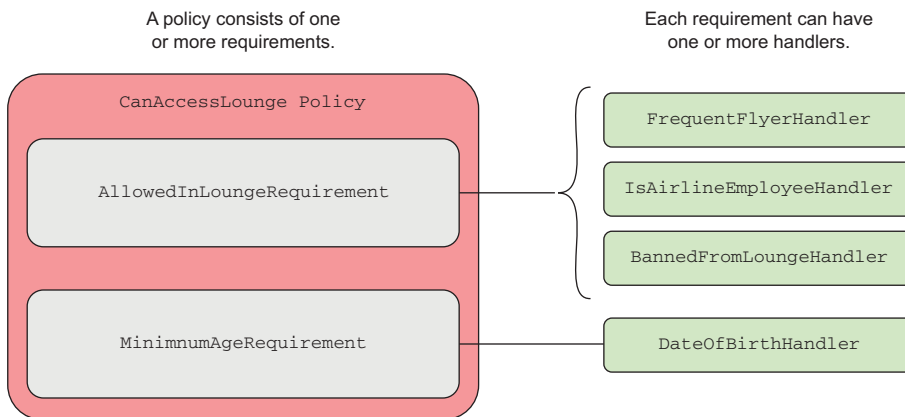 A policy consists of one
or more requirements.
Each requirement can have
one or more handlers.
CanAccessLounge Policy
AllowedInLoungeRequirement
FrequentFlyerHandler
IsAirlineEmployeeHandler
BannedFromLoungeHandler
MinimnumAgeRequirement
DateOfBirthHandler